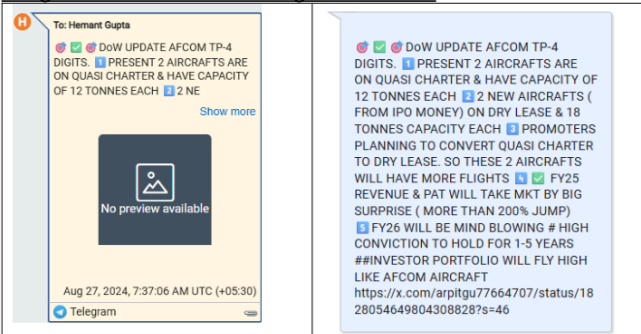 H
To: Hemant Gupta
🎯 ✅ 🎯 DoW UPDATE AFCOM TP-4
DIGITS. 1️⃣ PRESENT 2 AIRCRAFTS ARE
ON QUASI CHARTER & HAVE CAPACITY
OF 12 TONNES EACH 2️⃣ 2 NE
Show more
No preview available
Aug 27, 2024, 7:37:06 AM UTC (+05:30)
Telegram
🎯 ✅ 🎯 DoW UPDATE AFCOM TP-4
DIGITS. 1️⃣ PRESENT 2 AIRCRAFTS ARE
ON QUASI CHARTER & HAVE CAPACITY OF
12 TONNES EACH 2️⃣ 2 NEW AIRCRAFTS (
FROM IPO MONEY) ON DRY LEASE & 18
TONNES CAPACITY EACH 3️⃣ PROMOTERS
PLANNING TO CONVERT QUASI CHARTER
TO DRY LEASE. SO THESE 2 AIRCRAFTS
WILL HAVE MORE FLIGHTS 4️⃣ ✅ FY25
REVENUE & PAT WILL TAKE MKT BY BIG
SURPRISE ( MORE THAN 200% JUMP)
5️⃣ FY26 WILL BE MIND BLOWING # HIGH
CONVICTION TO HOLD FOR 1-5 YEARS
##INVESTOR PORTFOLIO WILL FLY HIGH
LIKE AFCOM AIRCRAFT
https://x.com/arpitgu77664707/status/18
28054649804308828?s=46